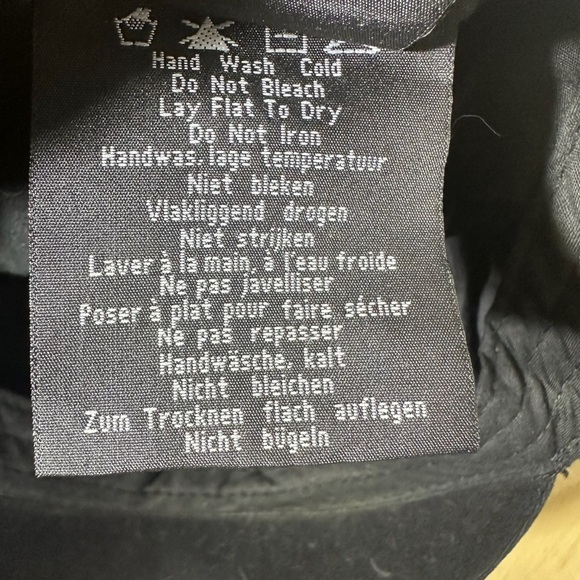 Hand Wash Cold
Do Not Bleach
Lay Flat To Dry
Do Not Iron
Handwas, lage temperatuur
Niet bleken
Vlakliggend drogen
Niet strijken
Laver à la main, à l'eau froide
Ne pas javelliser
Poser à plat pour faire sécher
Ne pas repasser
Handwäsche, kalt
Nicht bleichen
Zum Trocknen flach auflegen
Nicht bügeln